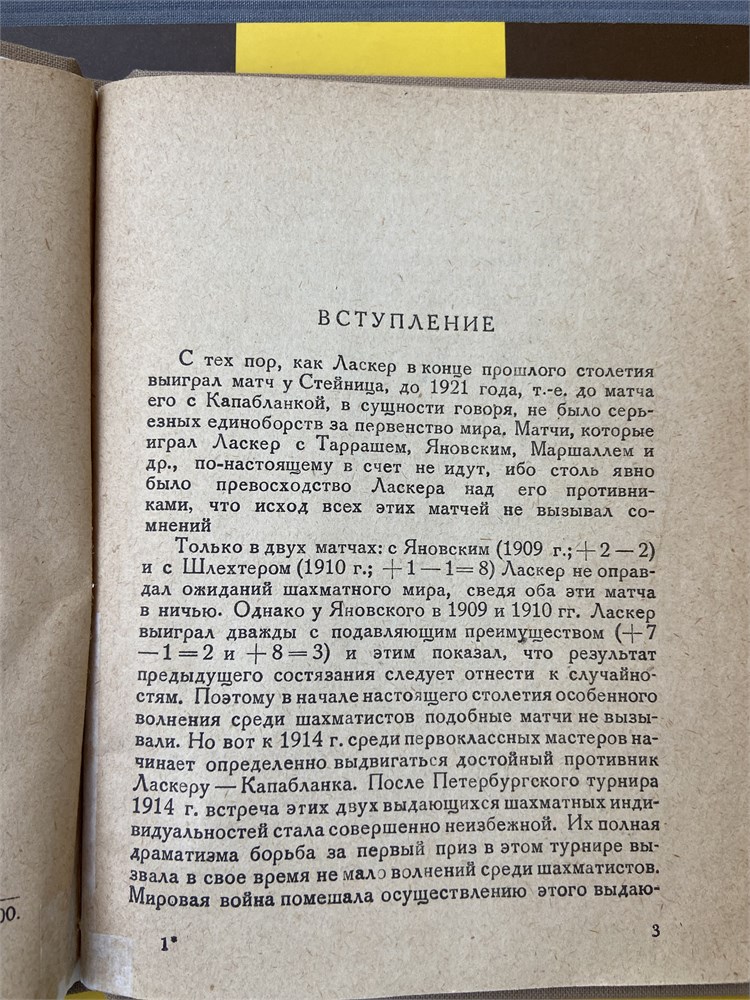 ВСТУПЛЕНИЕ
С тех пор, как Ласкер в конце прошлого столетия
выиграл матч у Стейница, до 1921 года, т.-е. до матча
его с Капабланкой, в сущности говоря, не было серь-
езных единоборств за первенство мира. Матчи, которые
играл Ласкер с Таррашем, Яновским, Маршаллем и
др., по-настоящему в счет не идут, ибо столь явно
было превосходство Ласкера над его противни-
ками, что исход всех этих матчей не вызывал со-
мнений
Только в двух матчах: с Яновским (1909 г.; +2 — 2)
и с Шлехтером (1910 г.; +1 — 1 = 8) Ласкер не оправ-
дал ожиданий шахматного мира, сведя оба эти матча
в ничью. Однако у Яновского в 1909 и 1910 гг. Ласкер
выиграл дважды с подавляющим преимуществом (+7
— 1 = 2 и +8 = 3) и этим показал, что результат
предыдущего состязания следует отнести к случайно-
стям. Поэтому в начале настоящего столетия особенного
волнения среди шахматистов подобные матчи не вызы-
вали. Но вот к 1914 г. среди первоклассных мастеров на-
чинает определенно выдвигаться достойный противник
Ласкеру — Капабланка. После Петербургского турнира
1914 г. встреча этих двух выдающихся шахматных инди-
видуальностей стала совершенно неизбежной. Их полная
драматизма борьба за первый приз в этом турнире вы-
звала в свое время не мало волнений среди шахматистов.
Мировая война помешала осуществлению этого выдаю-
1*
3
00.